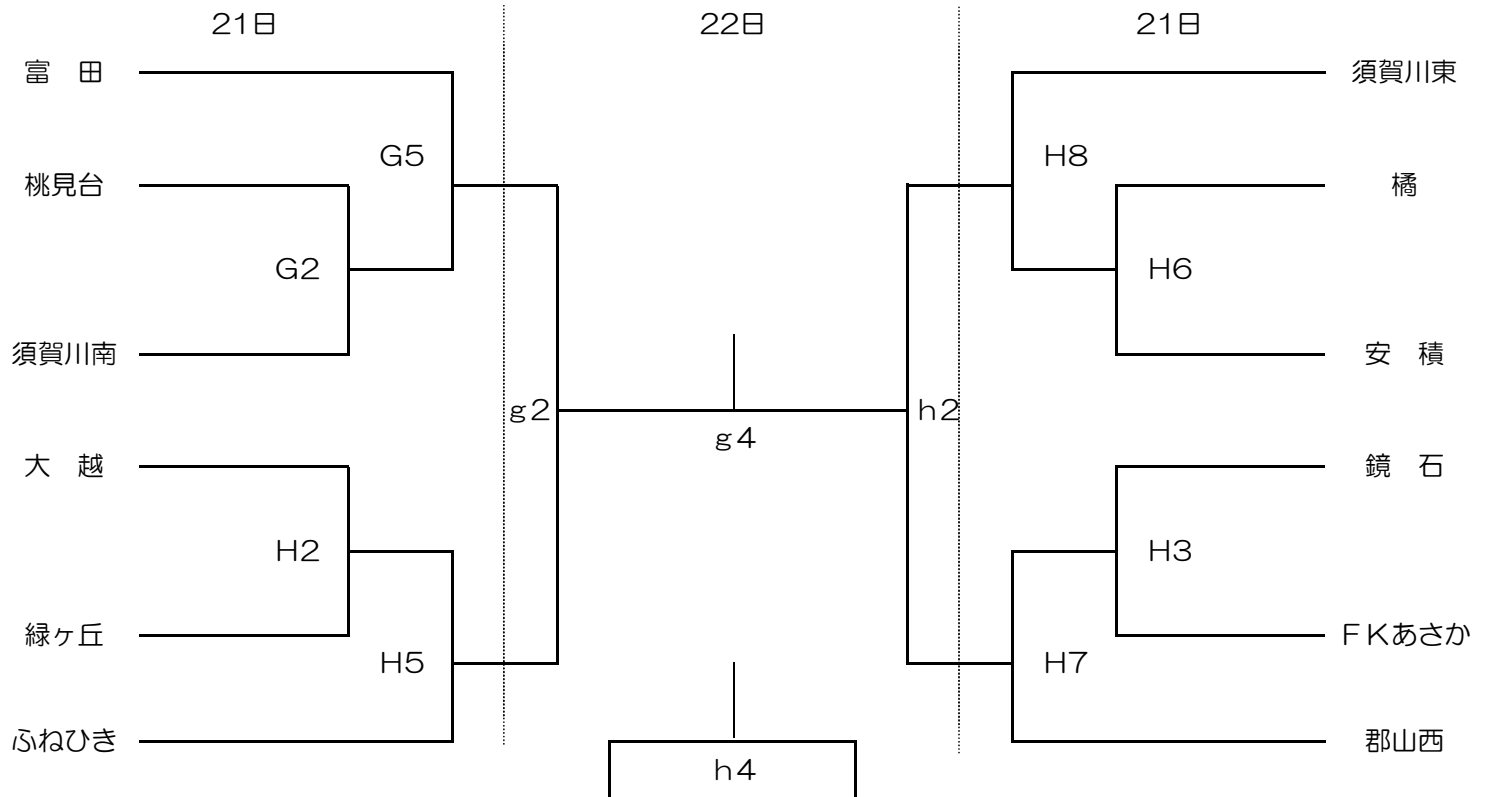 21日 22日 21日
富　田 須賀川東
G5 H8
桃見台 橘
G2 H6
須賀川南 安　積
g2 h2
g4
大　越 鏡　石
H2 H3
緑ヶ丘 ＦＫあさか
H5 H7
ふねひき 郡山西
h4